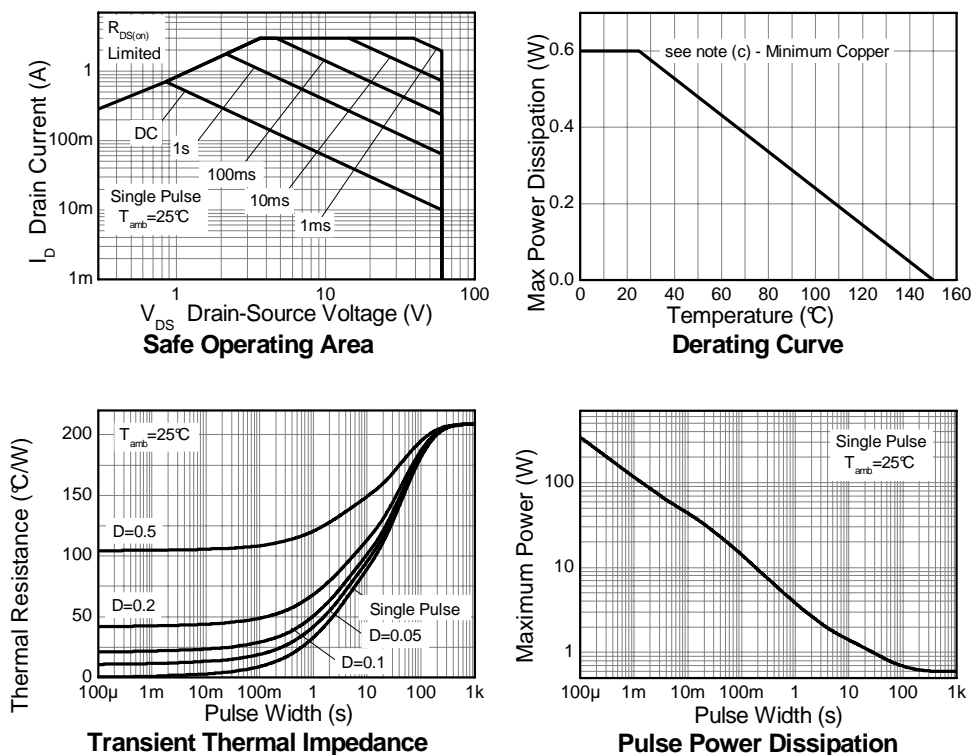 R_DS(on)
Limited
1
100m
10m
1m
DC
1s
100ms
10ms
1ms
Single Pulse
T_amb=25°C
1
10
100
I_D Drain Current (A)
V_DS Drain-Source Voltage (V)
Safe Operating Area
see note (c) - Minimum Copper
0.6
0.4
0.2
0.0
0
20
40
60
80
100
120
140
160
Max Power Dissipation (W)
Temperature (°C)
Derating Curve
T_amb=25°C
200
150
100
50
0
D=0.5
D=0.2
Single Pulse
D=0.05
D=0.1
100µ
1m
10m
100m
1
10
100
1k
Thermal Resistance (°C/W)
Pulse Width (s)
Transient Thermal Impedance
Single Pulse
T_amb=25°C
100
10
1
100µ
1m
10m
100m
1
10
100
1k
Maximum Power (W)
Pulse Width (s)
Pulse Power Dissipation